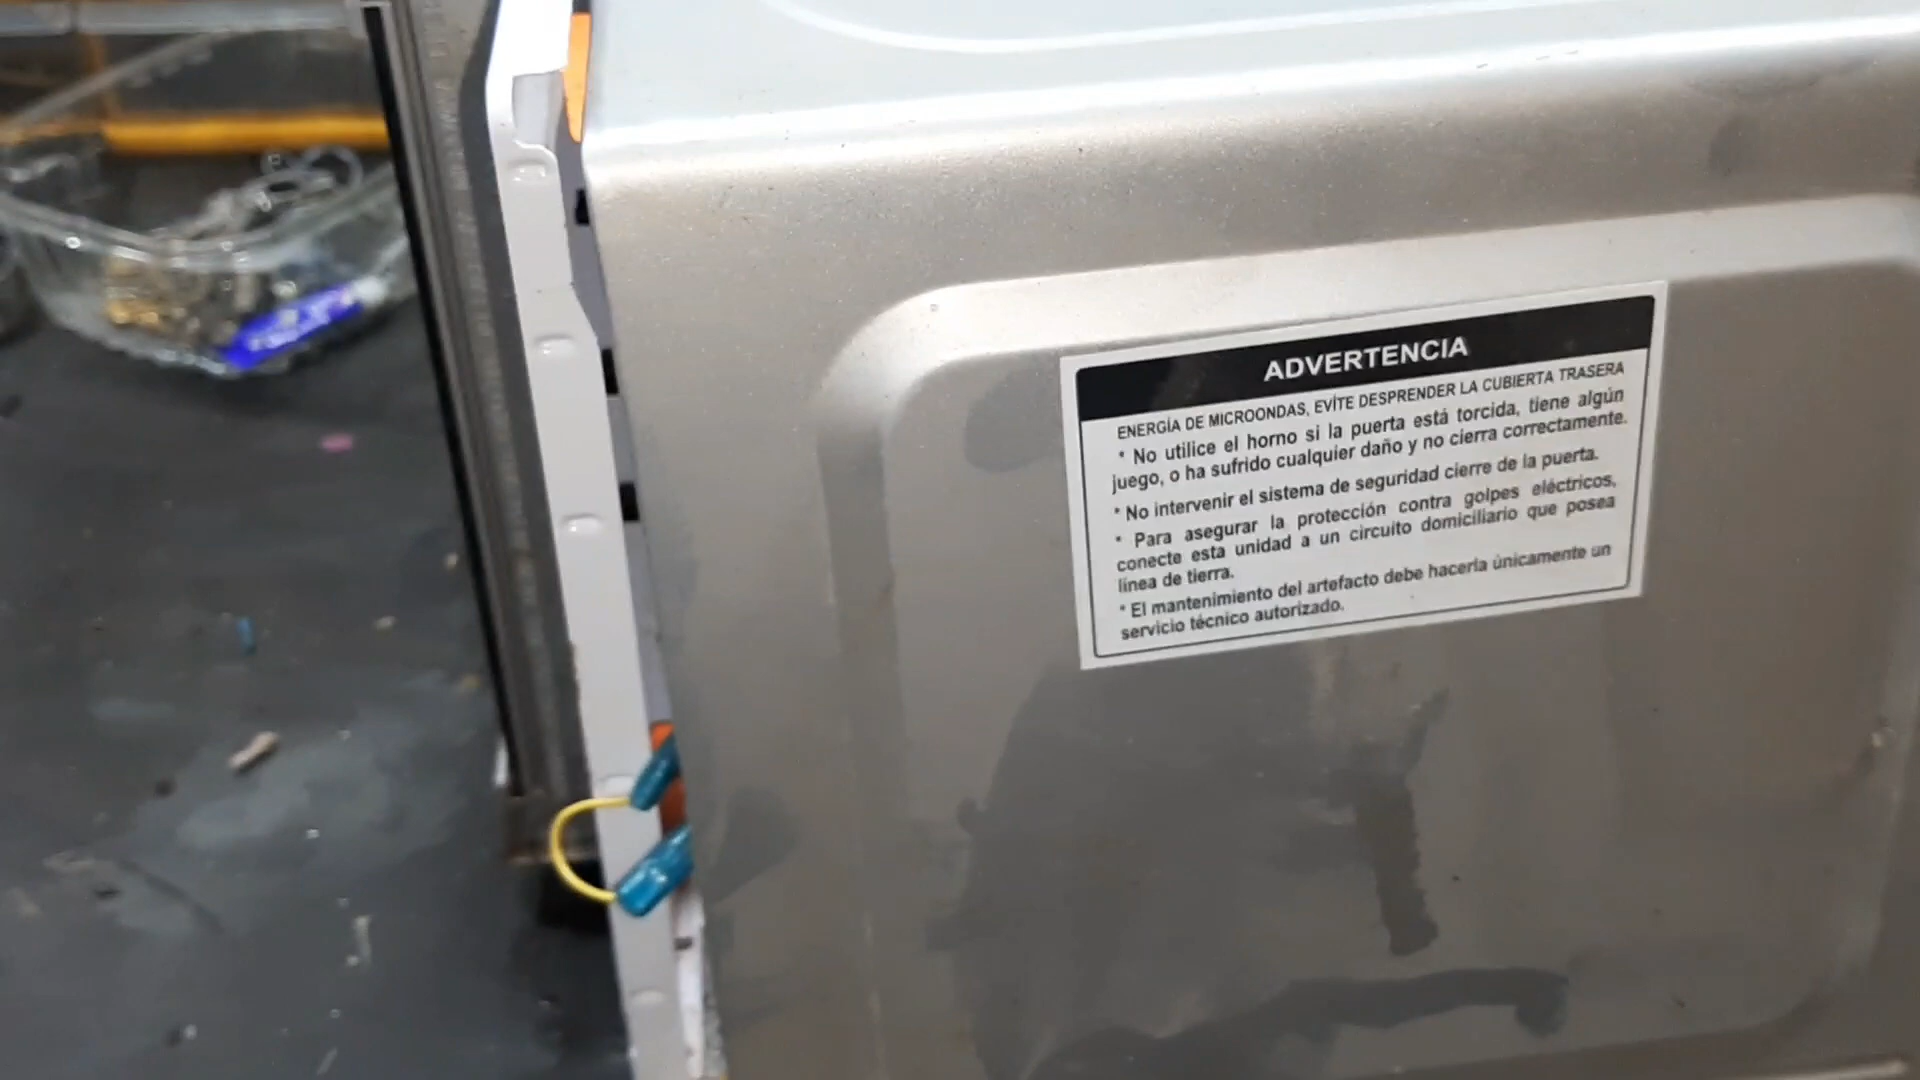 ADVERTENCIA
ENERGÍA DE MICROONDAS, EVÍTE DESPRENDER LA CUBIERTA TRASERA
* No utilice el horno si la puerta está torcida, tiene algún
juego, o ha sufrido cualquier daño y no cierra correctamente.
* No intervenir el sistema de seguridad cierre de la puerta.
* Para asegurar la protección contra golpes eléctricos,
conecte esta unidad a un circuito domiciliario que posea
línea de tierra.
* El mantenimiento del artefacto debe hacerla únicamente un
servicio técnico autorizado.